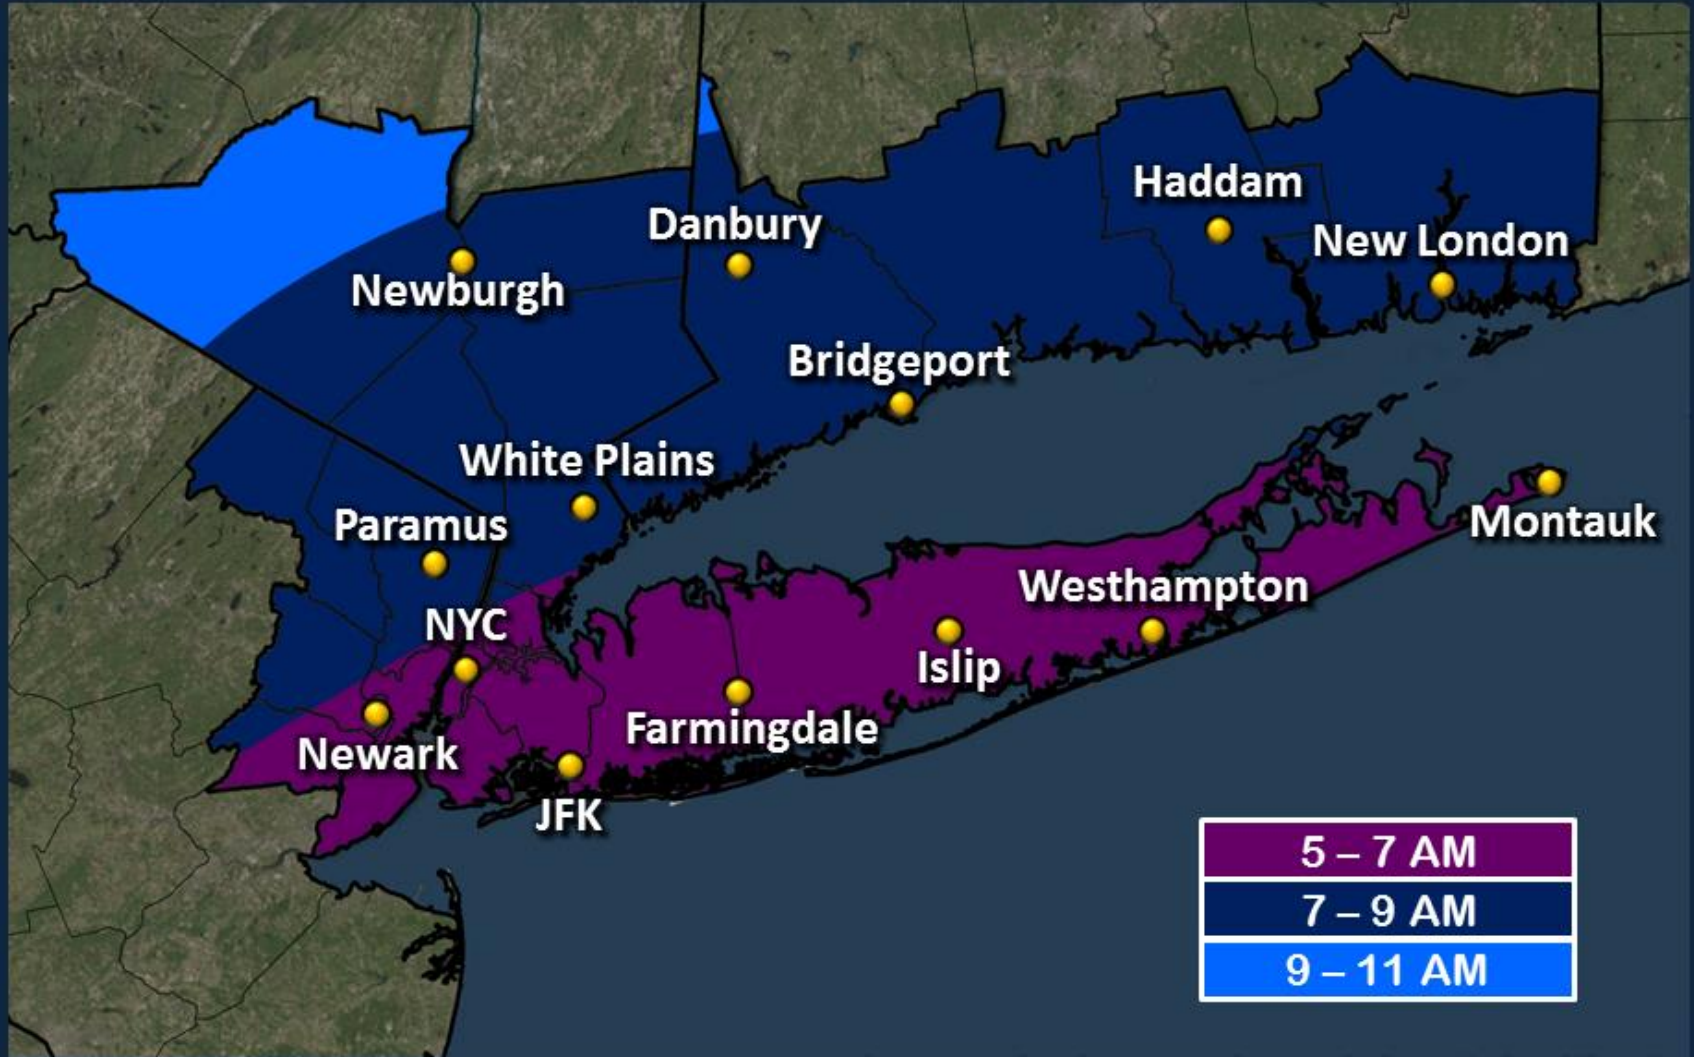 Haddam
Danbury
New London
Newburgh
Bridgeport
White Plains
Paramus
Montauk
Westhampton
NYC
Islip
Farmingdale
Newark
JFK
5 – 7 AM
7 – 9 AM
9 – 11 AM